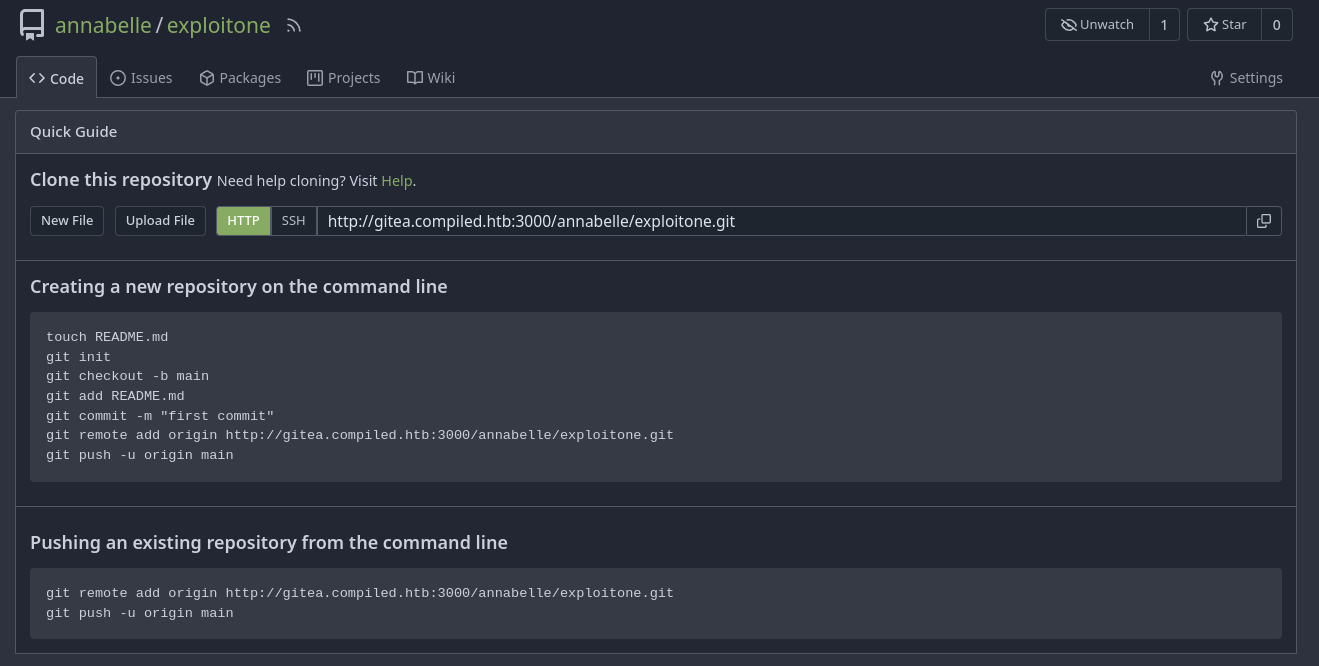 annabelle / exploitone
Unwatch 1 Star 0
Code Issues Packages Projects Wiki Settings
Quick Guide
Clone this repository Need help cloning? Visit Help.
New File Upload File HTTP SSH http://gitea.compiled.htb:3000/annabelle/exploitone.git
Creating a new repository on the command line
touch README.md
git init
git checkout -b main
git add README.md
git commit -m "first commit"
git remote add origin http://gitea.compiled.htb:3000/annabelle/exploitone.git
git push -u origin main
Pushing an existing repository from the command line
git remote add origin http://gitea.compiled.htb:3000/annabelle/exploitone.git
git push -u origin main